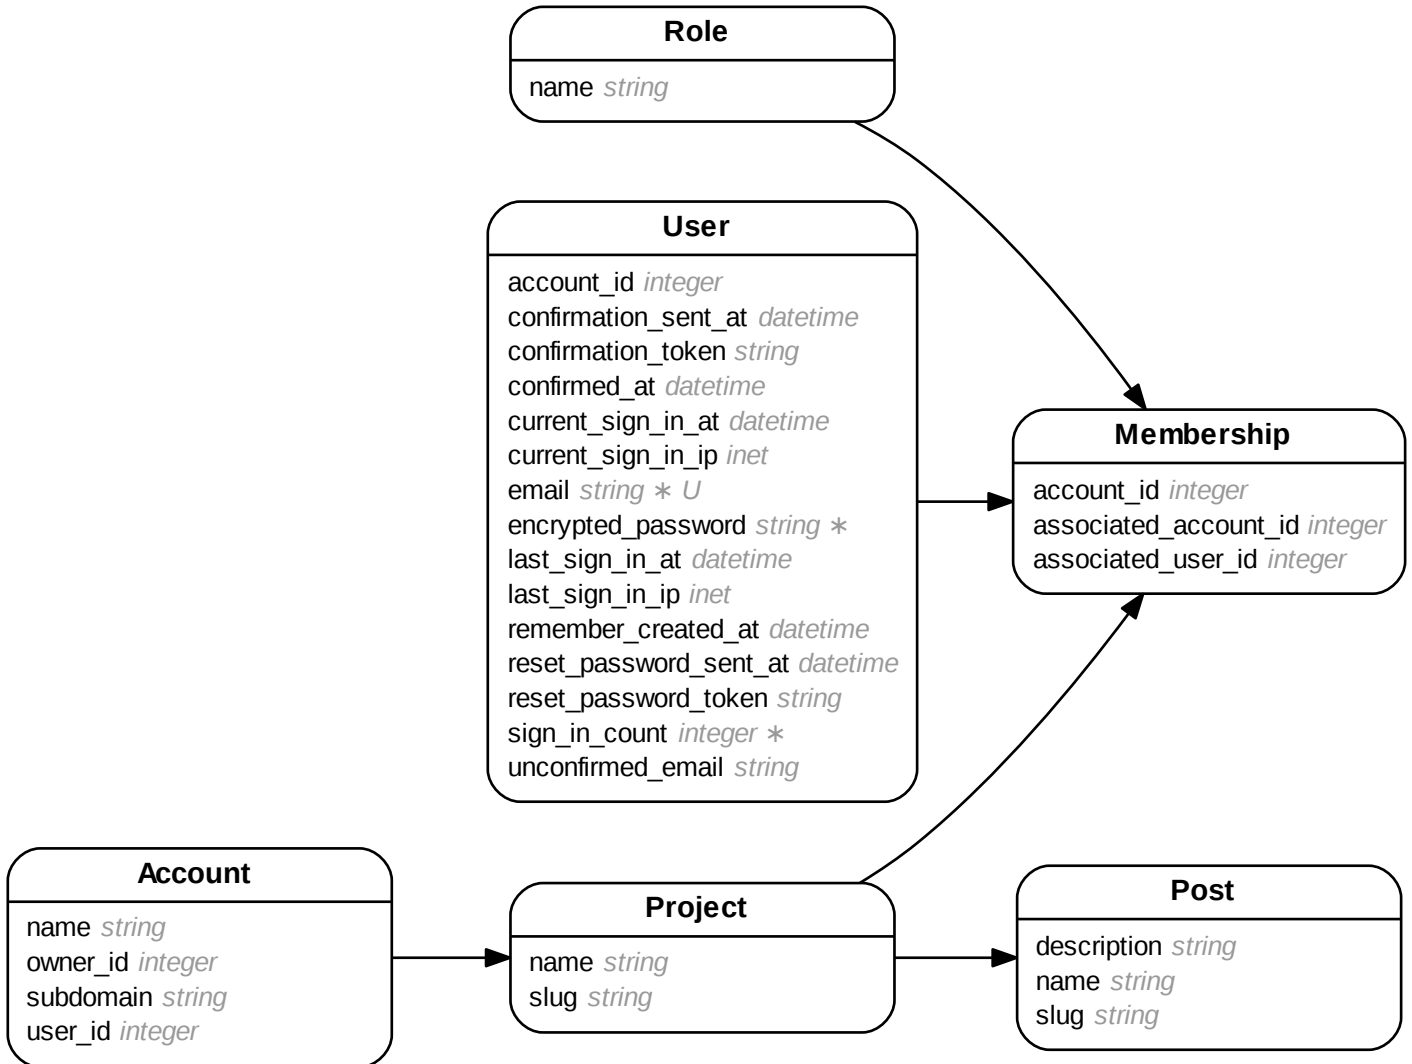 Role
name string
User
account_id integer
confirmation_sent_at datetime
confirmation_token string
confirmed_at datetime
current_sign_in_at datetime
current_sign_in_ip inet
email string ∗ U
encrypted_password string ∗
last_sign_in_at datetime
last_sign_in_ip inet
remember_created_at datetime
reset_password_sent_at datetime
reset_password_token string
sign_in_count integer ∗
unconfirmed_email string
Membership
account_id integer
associated_account_id integer
associated_user_id integer
Account
name string
owner_id integer
subdomain string
user_id integer
Project
name string
slug string
Post
description string
name string
slug string